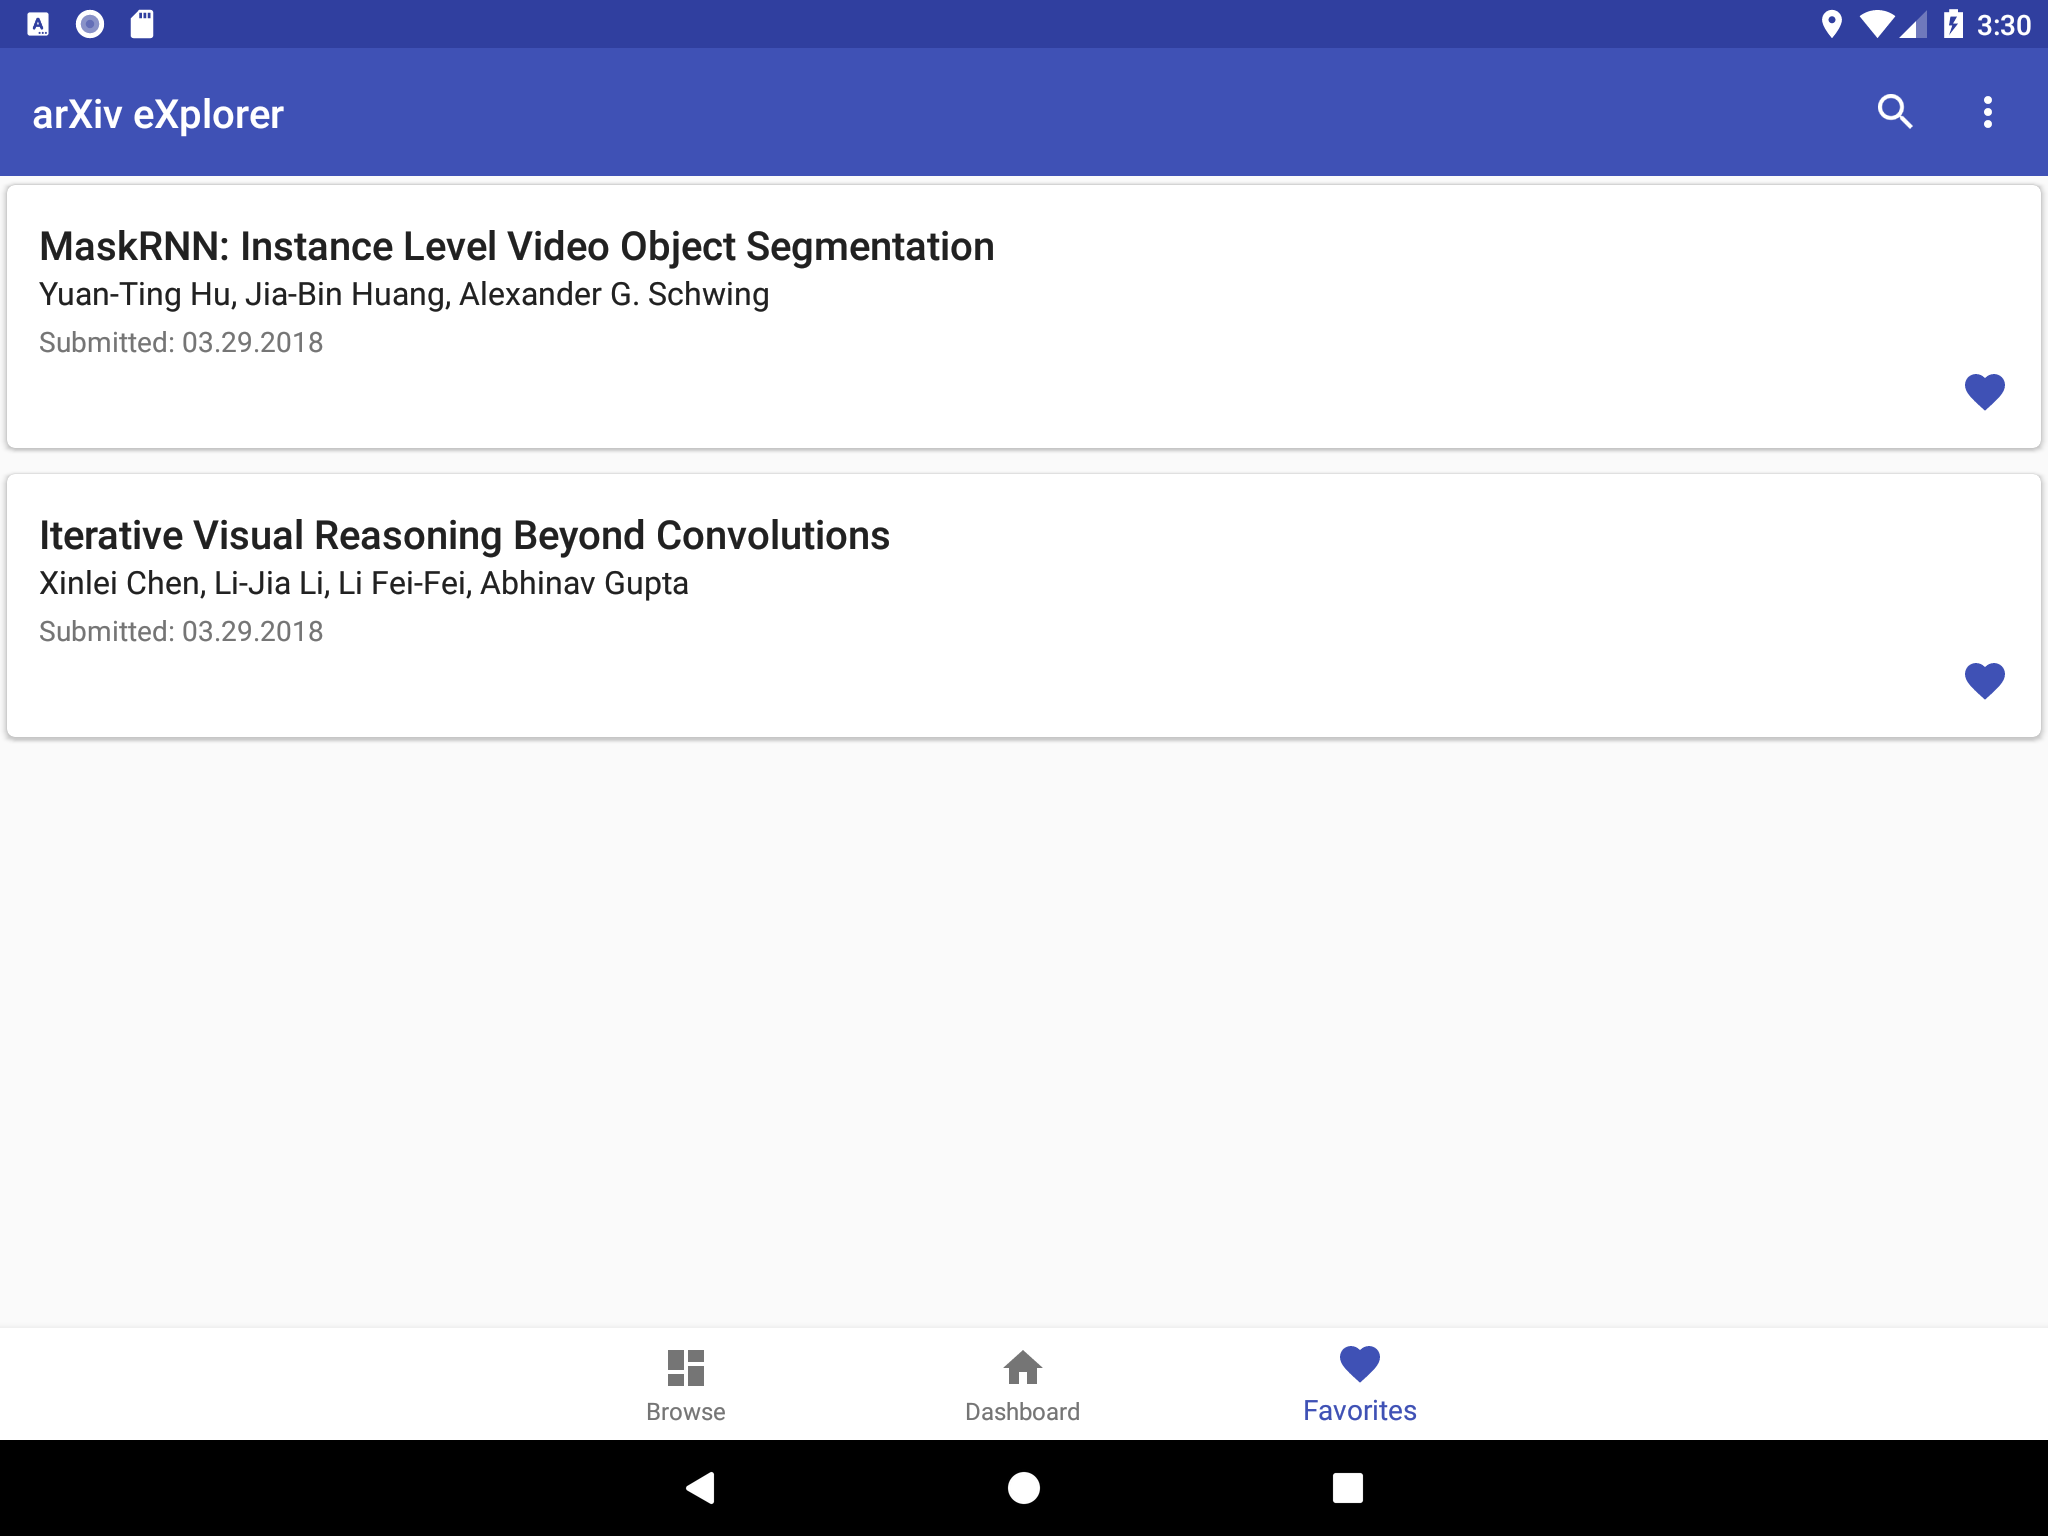 3:30
arXiv eXplorer
MaskRNN: Instance Level Video Object Segmentation
Yuan-Ting Hu, Jia-Bin Huang, Alexander G. Schwing
Submitted: 03.29.2018
Iterative Visual Reasoning Beyond Convolutions
Xinlei Chen, Li-Jia Li, Li Fei-Fei, Abhinav Gupta
Submitted: 03.29.2018
Browse
Dashboard
Favorites